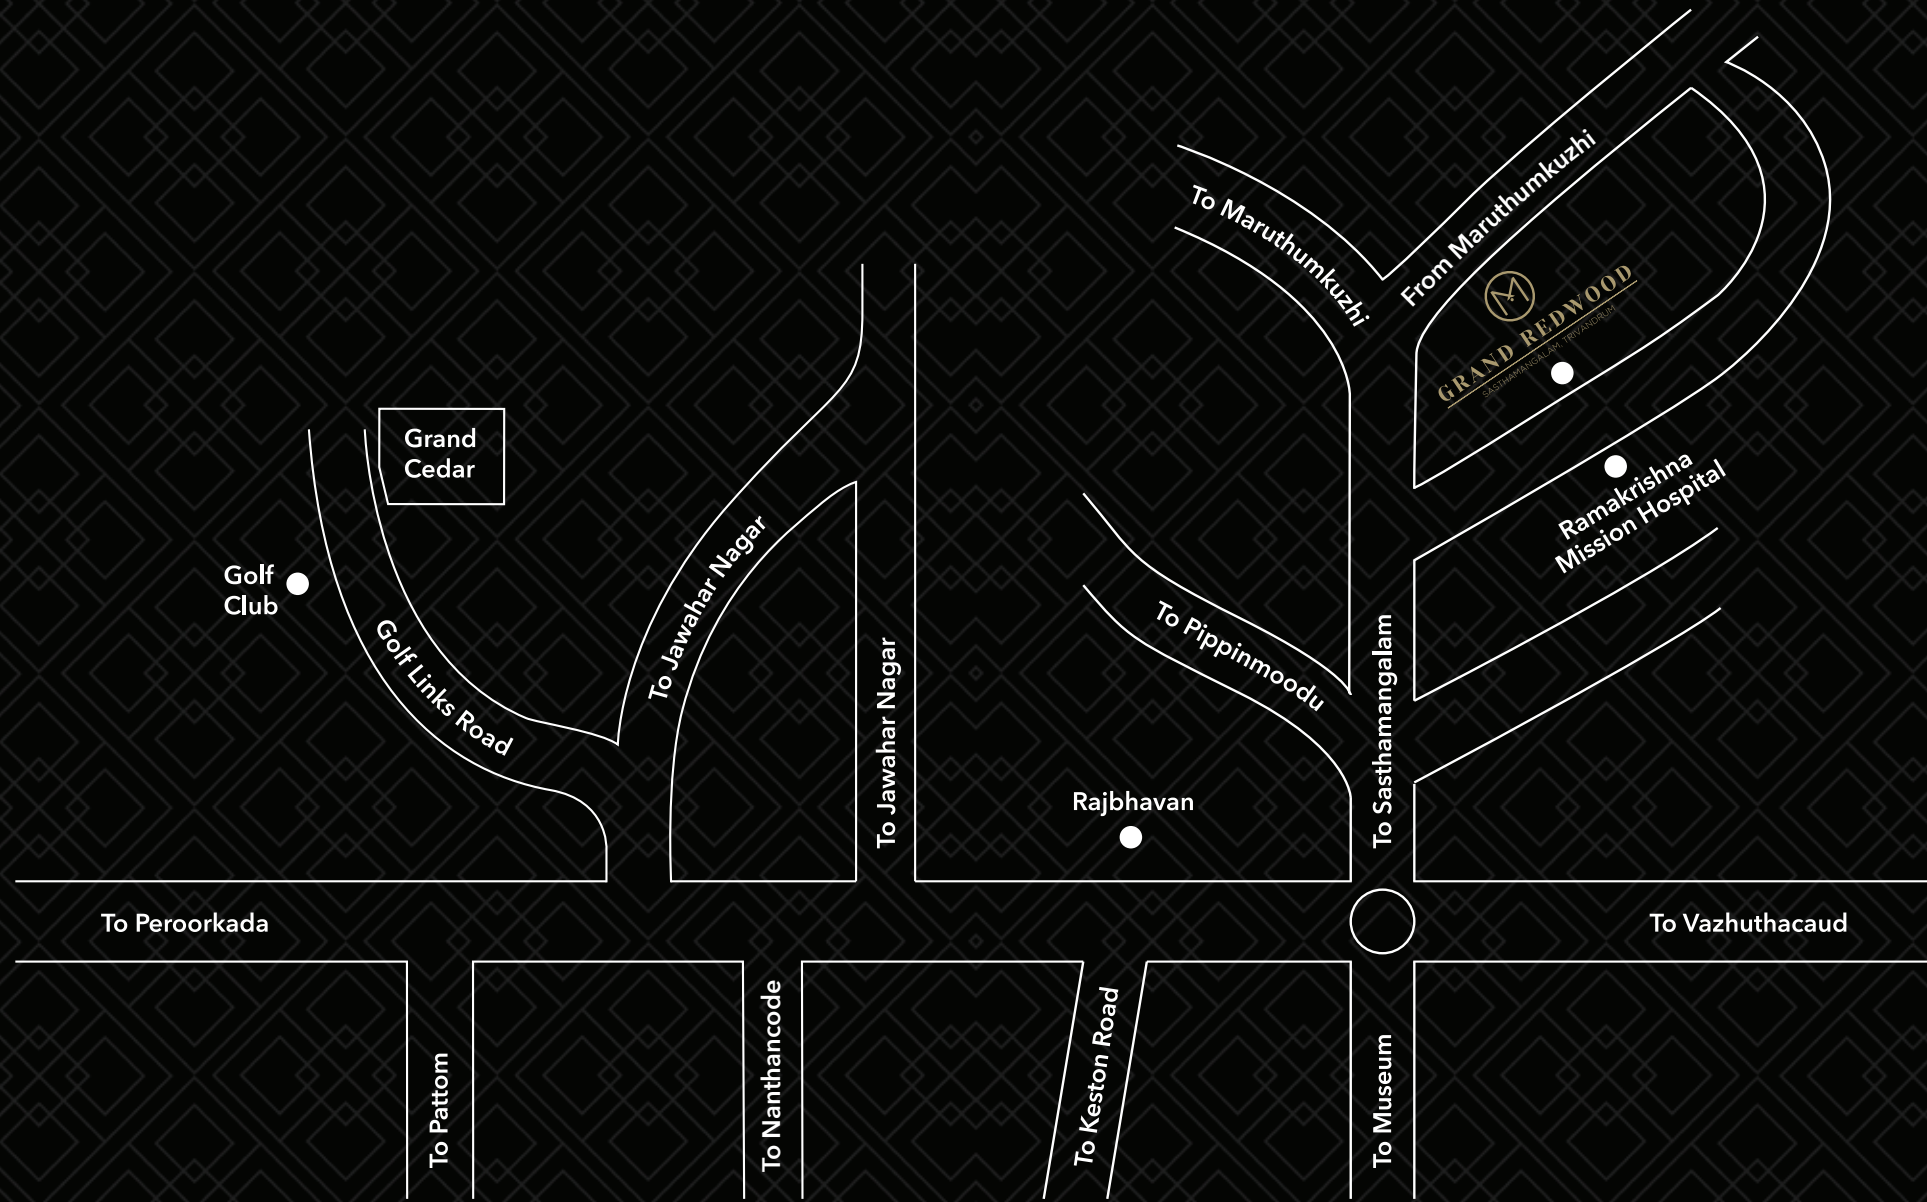 To Maruthumkuzhi
From Maruthumkuzhi
GRAND REDWOOD
SASTHAMANGALAM, TRIVANDRUM
Grand
Cedar
Ramakrishna
Mission Hospital
Golf
Club
Golf Links Road
To Jawahar Nagar
To Jawahar Nagar
To Pippinmoodu
To Sasthamangalam
Rajbhavan
To Peroorkada
To Vazhuthacaud
To Pattom
To Nanthancode
To Keston Road
To Museum